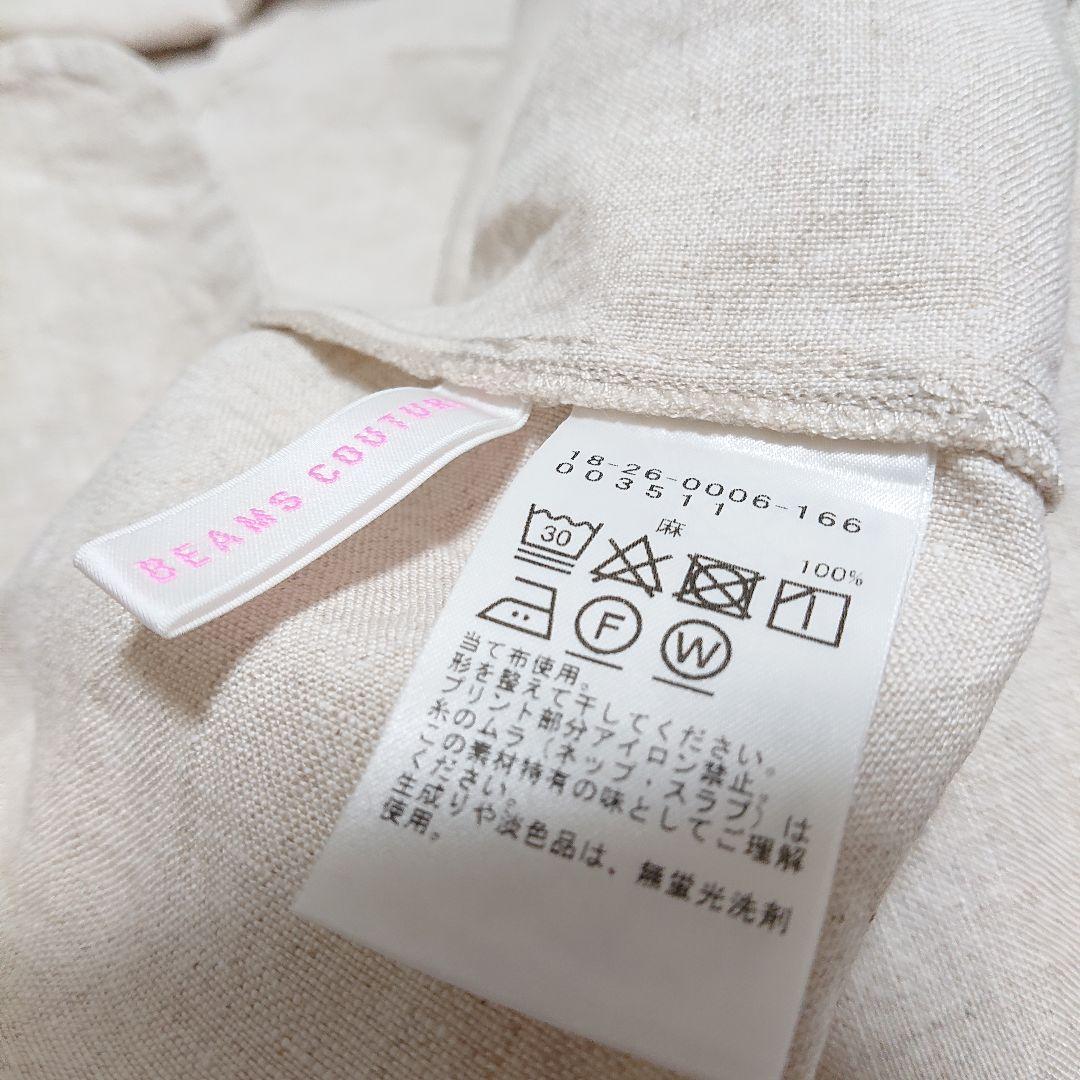 BEAMS COUTUR
18-26-0006-166
003511
麻
100%
30
F
W
当て布使用。
形を整えて干してください。
プリント部分アイロン禁止。
糸のムラ(ネップ・スラブ)は
この素材特有の味としてご理解
ください。
生成りや淡色品は、無蛍光洗剤
使用。